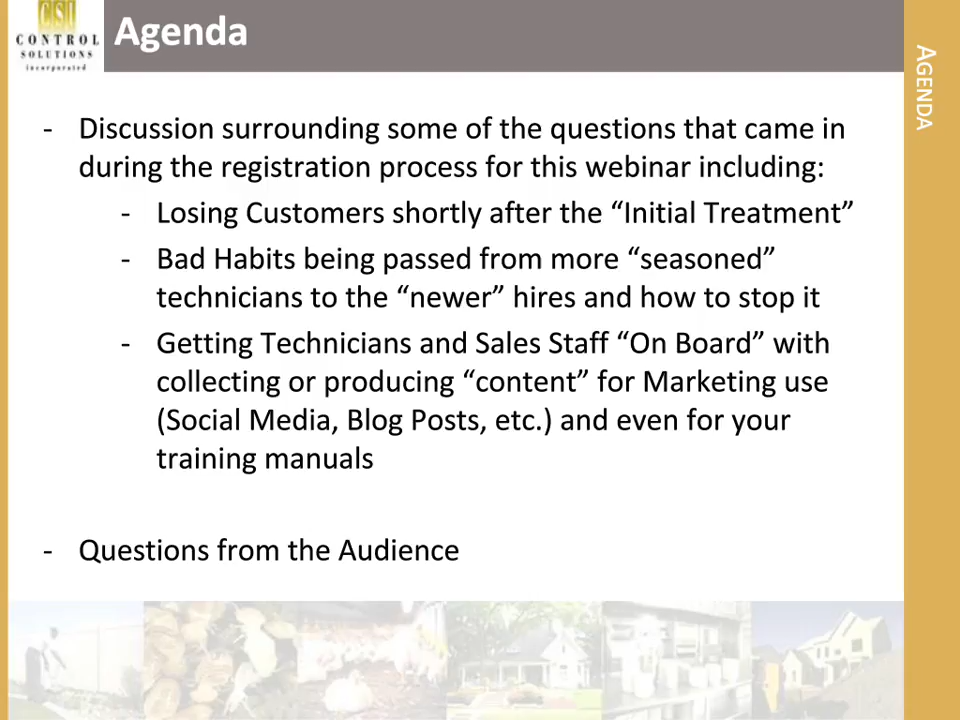 CSI
CONTROL
SOLUTIONS
incorporated
Agenda
AGENDA
- Discussion surrounding some of the questions that came in
during the registration process for this webinar including:
- Losing Customers shortly after the “Initial Treatment”
- Bad Habits being passed from more “seasoned”
technicians to the “newer” hires and how to stop it
- Getting Technicians and Sales Staff “On Board” with
collecting or producing “content” for Marketing use
(Social Media, Blog Posts, etc.) and even for your
training manuals
- Questions from the Audience